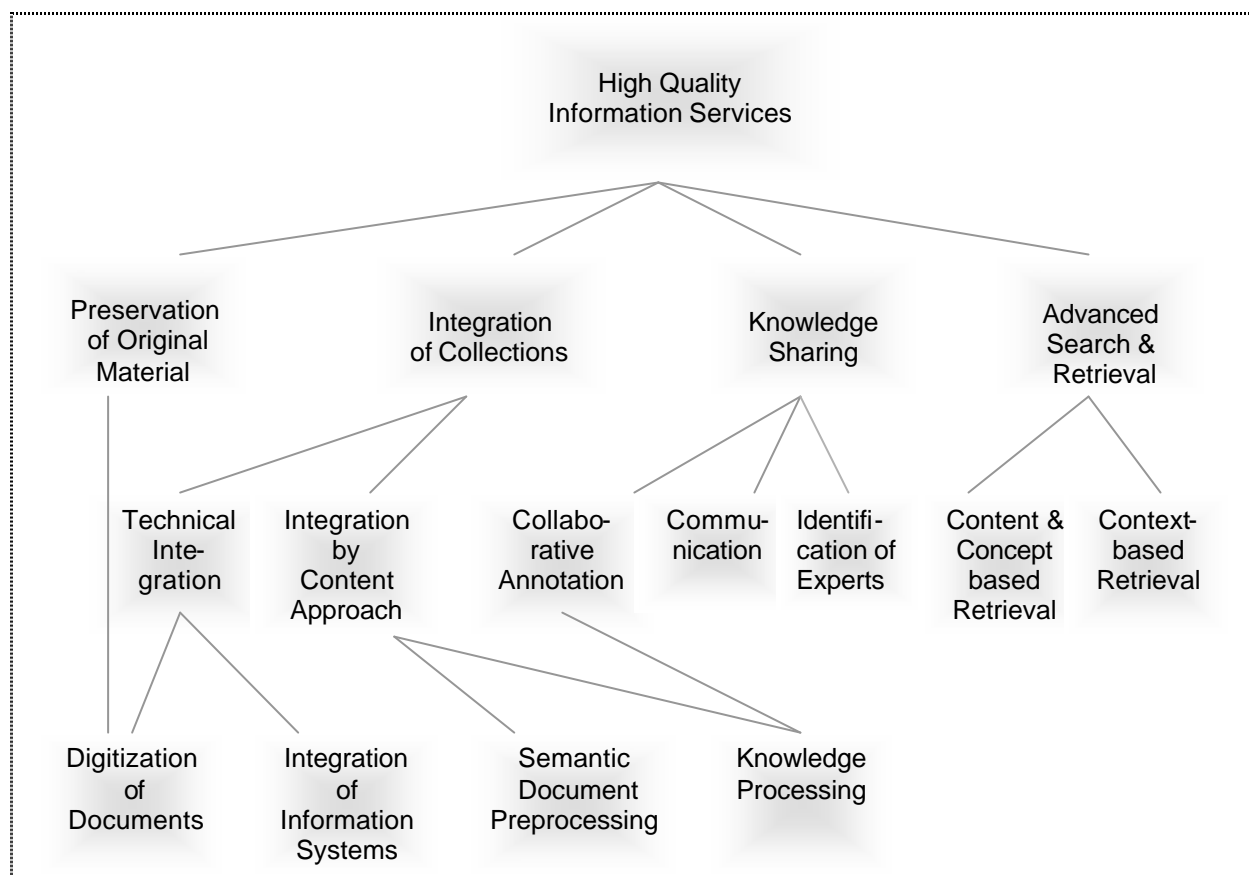 High Quality
Information Services
Preservation
of Original
Material
Integration
of Collections
Knowledge
Sharing
Advanced
Search &
Retrieval
Technical
Inte-
gration
Integration
by
Content
Approach
Collabo-
rative
Annotation
Commu-
nication
Identifi-
cation of
Experts
Content &
Concept
based
Retrieval
Context-
based
Retrieval
Digitization
of
Documents
Integration
of
Information
Systems
Semantic
Document
Preprocessing
Knowledge
Processing